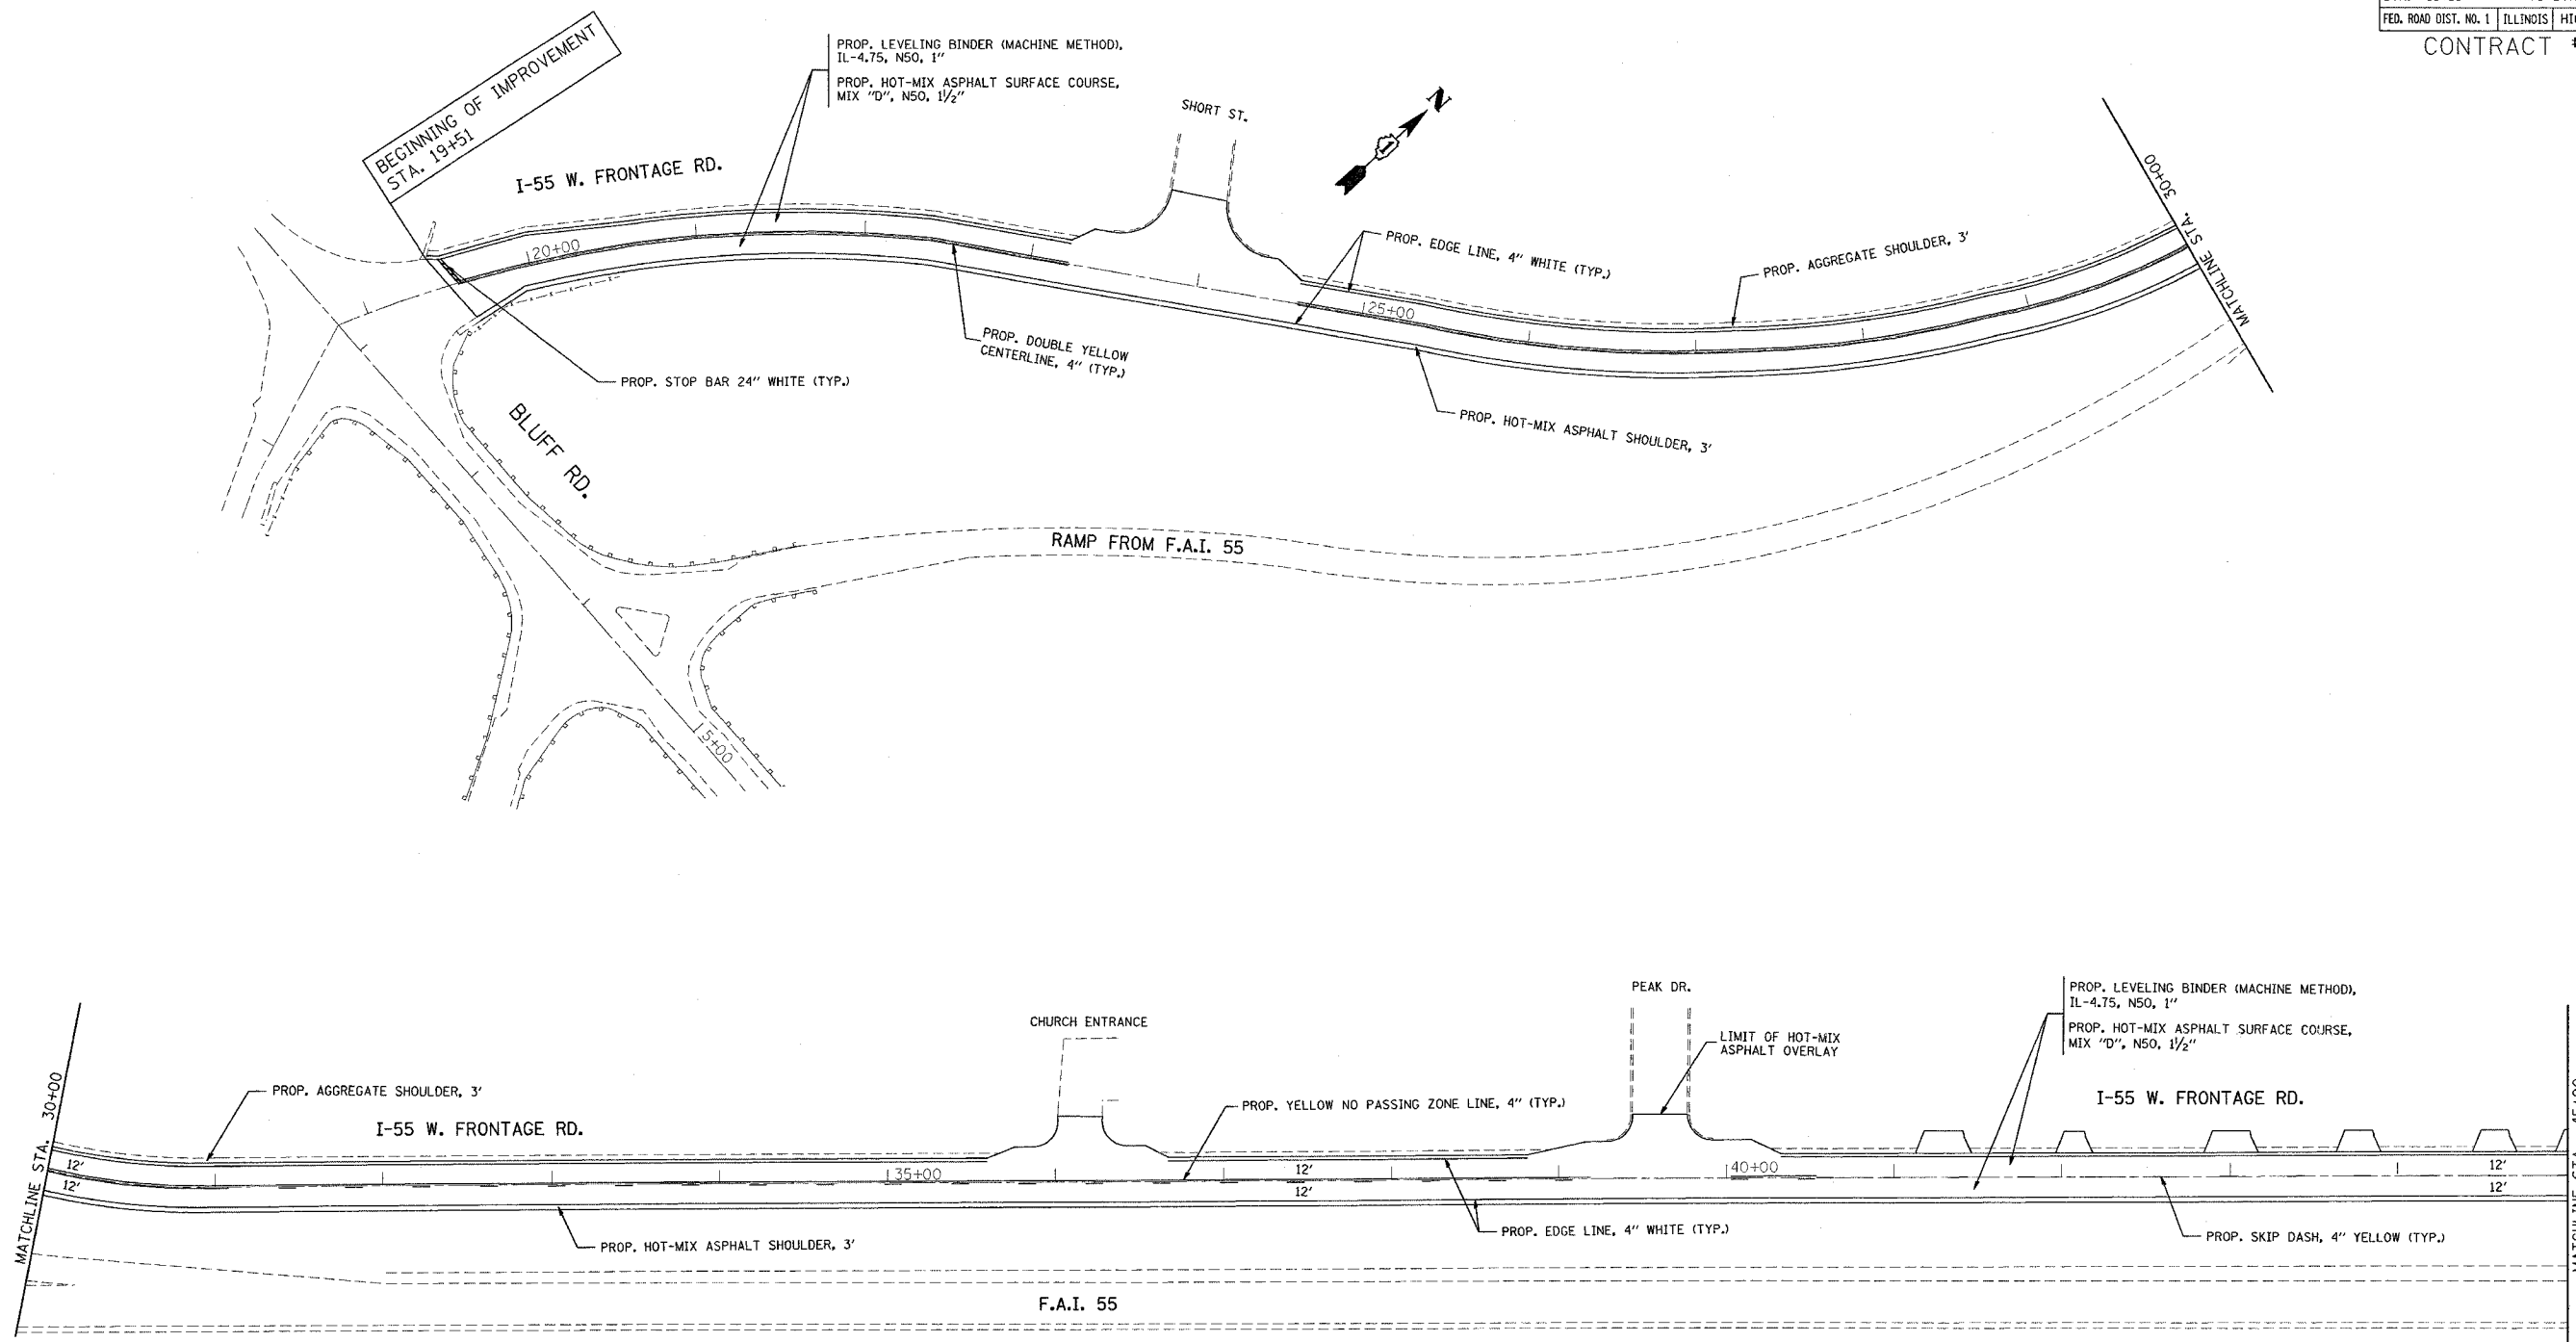 FED. ROAD DIST. NO. 1 ILLINOIS
CONTRACT
BEGINNING OF IMPROVEMENT
STA. 19+51
PROP. LEVELING BINDER (MACHINE METHOD),
IL-4.75, N50, 1"
PROP. HOT-MIX ASPHALT SURFACE COURSE,
MIX "D", N50, 1½"
SHORT ST.
N
1
I-55 W. FRONTAGE RD.
20+00
PROP. EDGE LINE, 4" WHITE (TYP.)
PROP. AGGREGATE SHOULDER, 3'
MATCHLINE STA. 30+00
25+00
PROP. DOUBLE YELLOW
CENTERLINE, 4" (TYP.)
PROP. STOP BAR 24" WHITE (TYP.)
PROP. HOT-MIX ASPHALT SHOULDER, 3'
BLUFF RD.
RAMP FROM F.A.I. 55
5+00
PEAK DR.
PROP. LEVELING BINDER (MACHINE METHOD),
IL-4.75, N50, 1"
PROP. HOT-MIX ASPHALT SURFACE COURSE,
MIX "D", N50, 1½"
CHURCH ENTRANCE
LIMIT OF HOT-MIX
ASPHALT OVERLAY
MATCHLINE STA. 30+00
PROP. AGGREGATE SHOULDER, 3'
PROP. YELLOW NO PASSING ZONE LINE, 4" (TYP.)
I-55 W. FRONTAGE RD.
I-55 W. FRONTAGE RD.
12'
12'
35+00
12'
12'
40+00
12'
12'
PROP. HOT-MIX ASPHALT SHOULDER, 3'
PROP. EDGE LINE, 4" WHITE (TYP.)
PROP. SKIP DASH, 4" YELLOW (TYP.)
F.A.I. 55